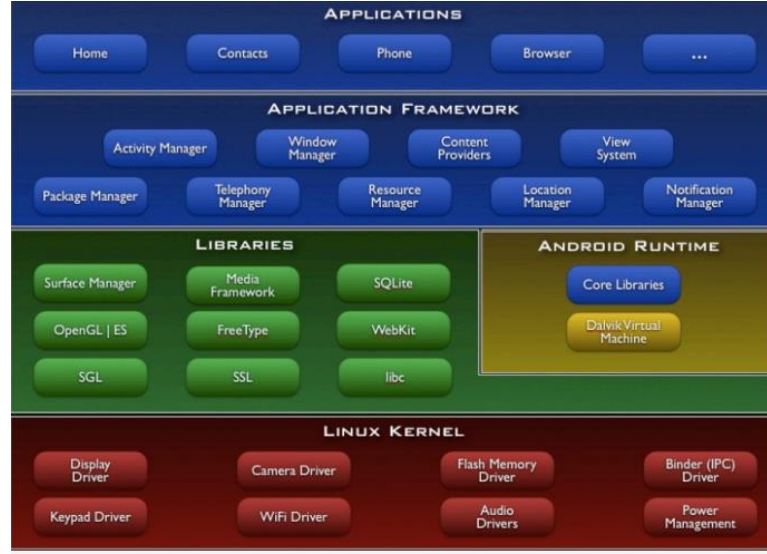 APPLICATIONS
Home
Contacts
Phone
Browser
...
APPLICATION FRAMEWORK
Activity Manager
Window
Manager
Content
Providers
View
System
Package Manager
Telephony
Manager
Resource
Manager
Location
Manager
Notification
Manager
LIBRARIES
Surface Manager
Media
Framework
SQLite
OpenGL | ES
FreeType
WebKit
SGL
SSL
libc
ANDROID RUNTIME
Core Libraries
Dalvik Virtual
Machine
LINUX KERNEL
Display
Driver
Camera Driver
Flash Memory
Driver
Binder (IPC)
Driver
Keypad Driver
WiFi Driver
Audio
Drivers
Power
Management